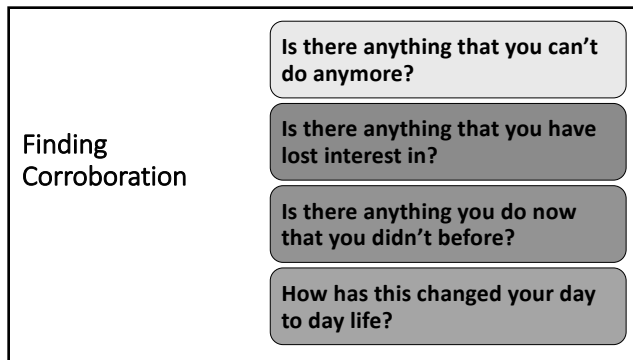 Finding
Corroboration
Is there anything that you can't
do anymore?
Is there anything that you have
lost interest in?
Is there anything you do now
that you didn't before?
How has this changed your day
to day life?